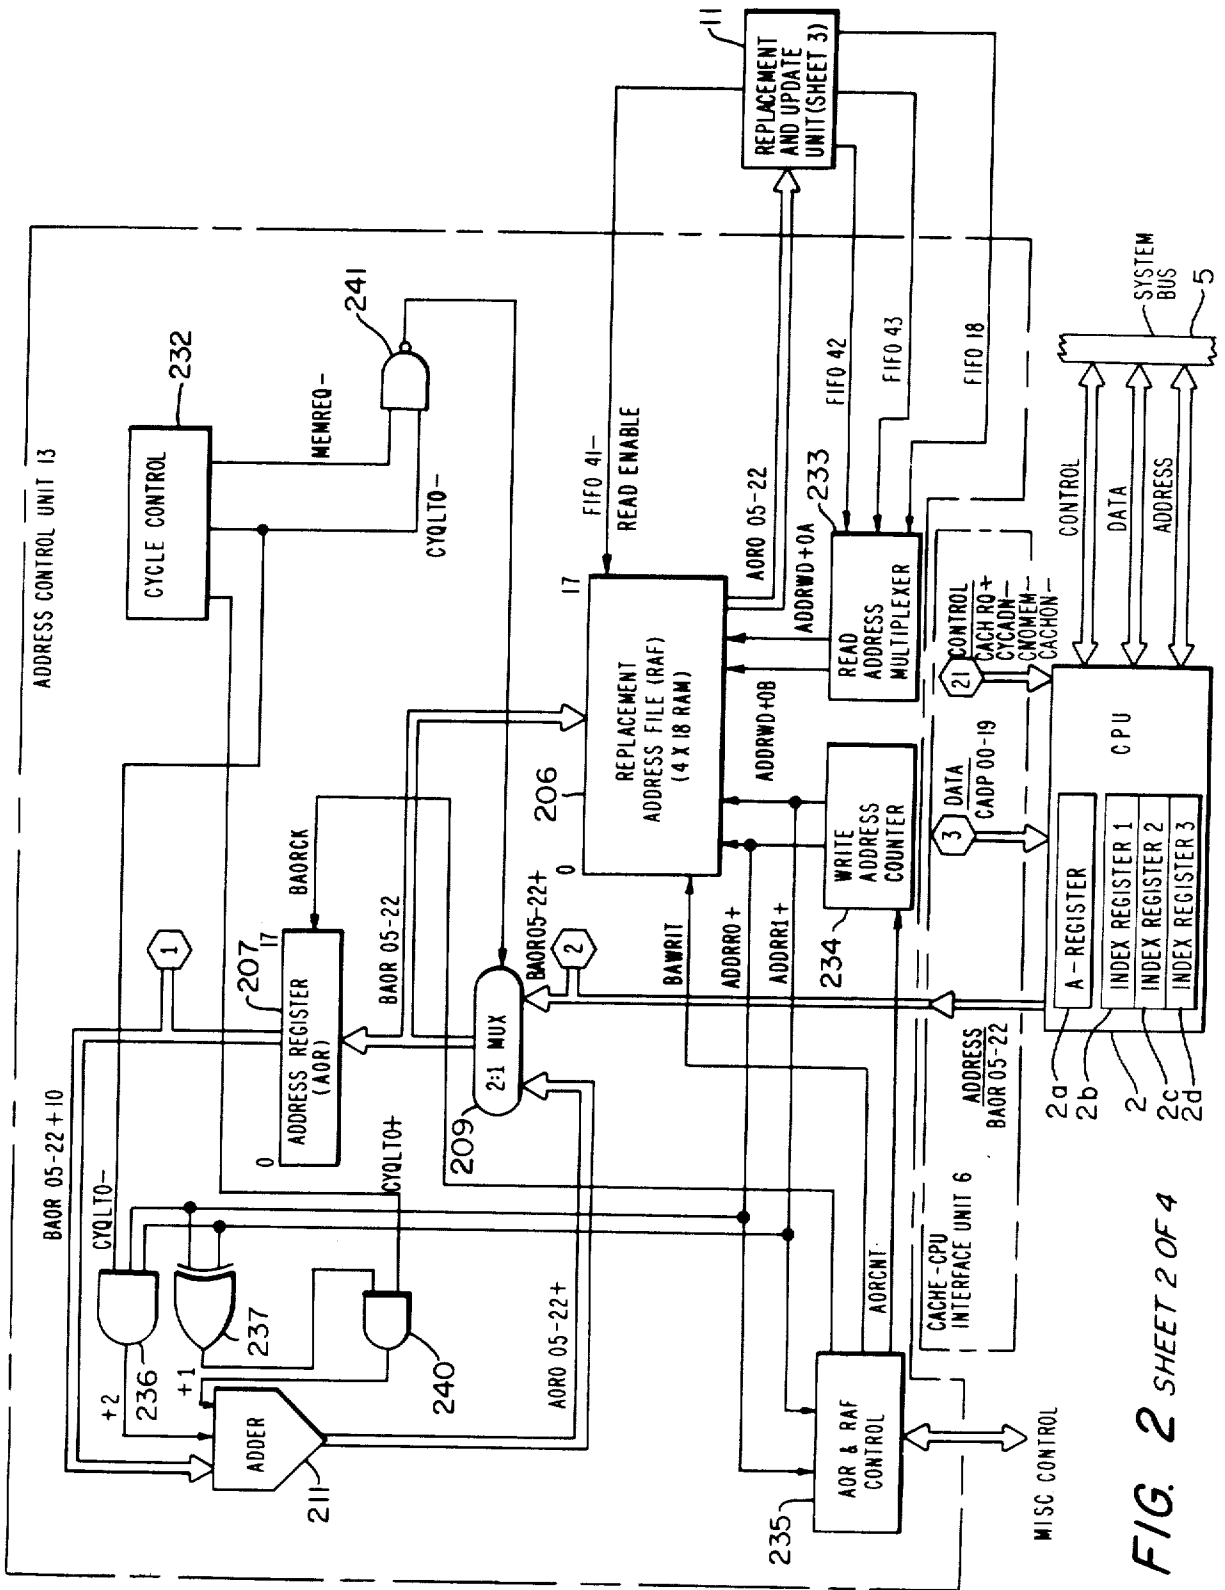 ADDRESS CONTROL UNIT 13
BAOR 05-22+10
1
CYQLTO-
CYCLE CONTROL
232
MEMREQ-
241
CYQLTO-
+2
236
237
+1
ADDER
211
240
CYQLTO+
AORO 05-22+
0
207
17
ADDRESS REGISTER
(AOR)
BAORCK
BAOR 05-22
2:1 MUX
209
BAOR05-22+
2
206
0
17
REPLACEMENT
ADDRESS FILE (RAF)
(4 X 18 RAM)
FIFO 41-
READ ENABLE
AORO 05-22
11
REPLACEMENT
AND UPDATE
UNIT(SHEET 3)
BAWRIT
ADDRR0+
ADDRR1+
ADDRWD+0B
ADDRWD+0A
WRITE
ADDRESS
COUNTER
234
READ
ADDRESS
MULTIPLEXER
233
FIFO 42
FIFO 43
FIFO 18
AORCNT
235
AOR & RAF
CONTROL
MISC CONTROL
CACHE-CPU
INTERFACE UNIT 6
ADDRESS
BAOR 05-22
3
DATA
CADP 00-19
21
CONTROL
CACH RQ+
CYCADN-
CNOMEM-
CACHON-
2a
2b
2
2c
2d
A-REGISTER
INDEX REGISTER 1
INDEX REGISTER 2
INDEX REGISTER 3
CPU
CONTROL
DATA
ADDRESS
SYSTEM
BUS
5
FIG. 2 SHEET 2 OF 4